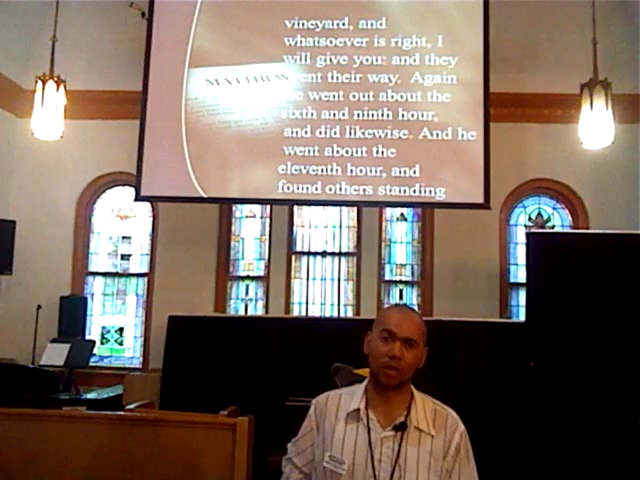 vineyard, and
whatsoever is right, I
will give you: and they
went their way. Again
he went out about the
MATTHEW
sixth and ninth hour,
and did likewise. And he
went about the
eleventh hour, and
found others standing